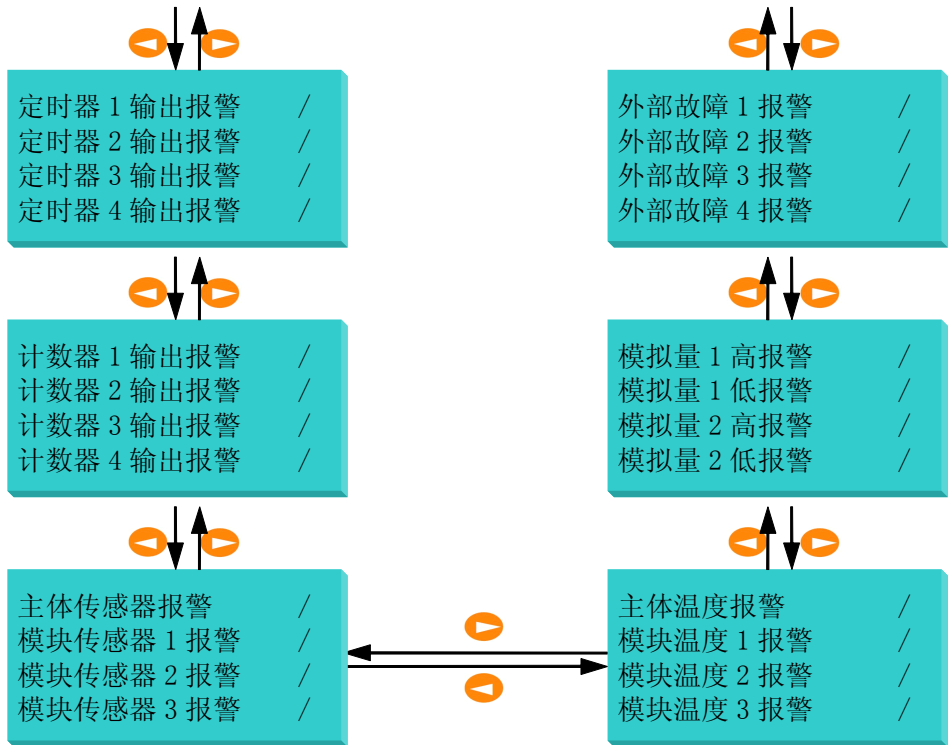 定时器 1 输出报警 /
定时器 2 输出报警 /
定时器 3 输出报警 /
定时器 4 输出报警 /
外部故障 1 报警 /
外部故障 2 报警 /
外部故障 3 报警 /
外部故障 4 报警 /
计数器 1 输出报警 /
计数器 2 输出报警 /
计数器 3 输出报警 /
计数器 4 输出报警 /
模拟量 1 高报警 /
模拟量 1 低报警 /
模拟量 2 高报警 /
模拟量 2 低报警 /
主体传感器报警 /
模块传感器 1 报警 /
模块传感器 2 报警 /
模块传感器 3 报警 /
主体温度报警 /
模块温度 1 报警 /
模块温度 2 报警 /
模块温度 3 报警 /